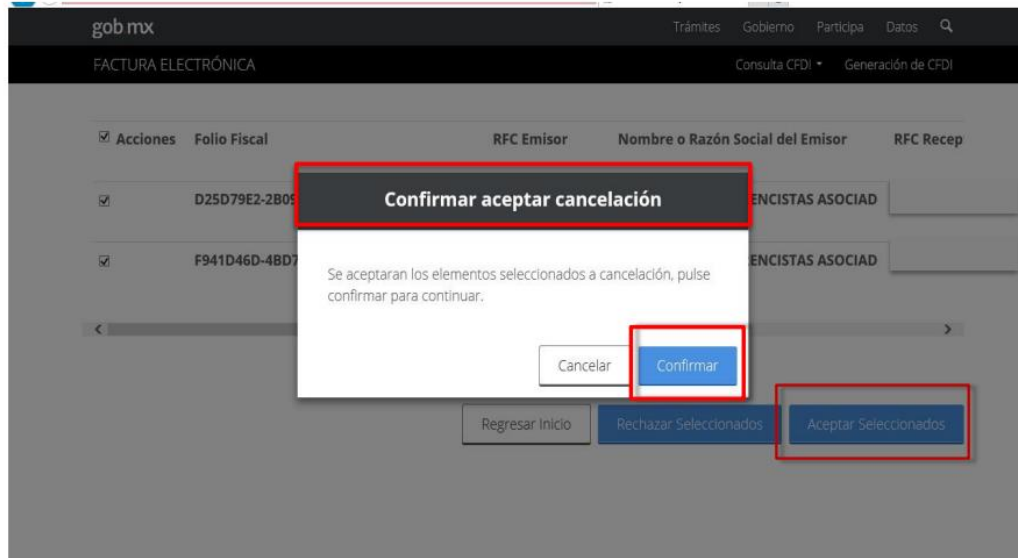 gob mx Trámites Gobierno Participa Datos
FACTURA ELECTRÓNICA Consulta CFDI Generación de CFDI
Acciones Folio Fiscal RFC Emisor Nombre o Razón Social del Emisor RFC Recep
D25D79E2-2B09 ENCISTAS ASOCIAD
Confirmar aceptar cancelación
F941D46D-4BD7 ENCISTAS ASOCIAD
Se aceptaran los elementos seleccionados a cancelación, pulse
confirmar para continuar.
Cancelar Confirmar
Regresar Inicio Rechazar Seleccionados Aceptar Seleccionados